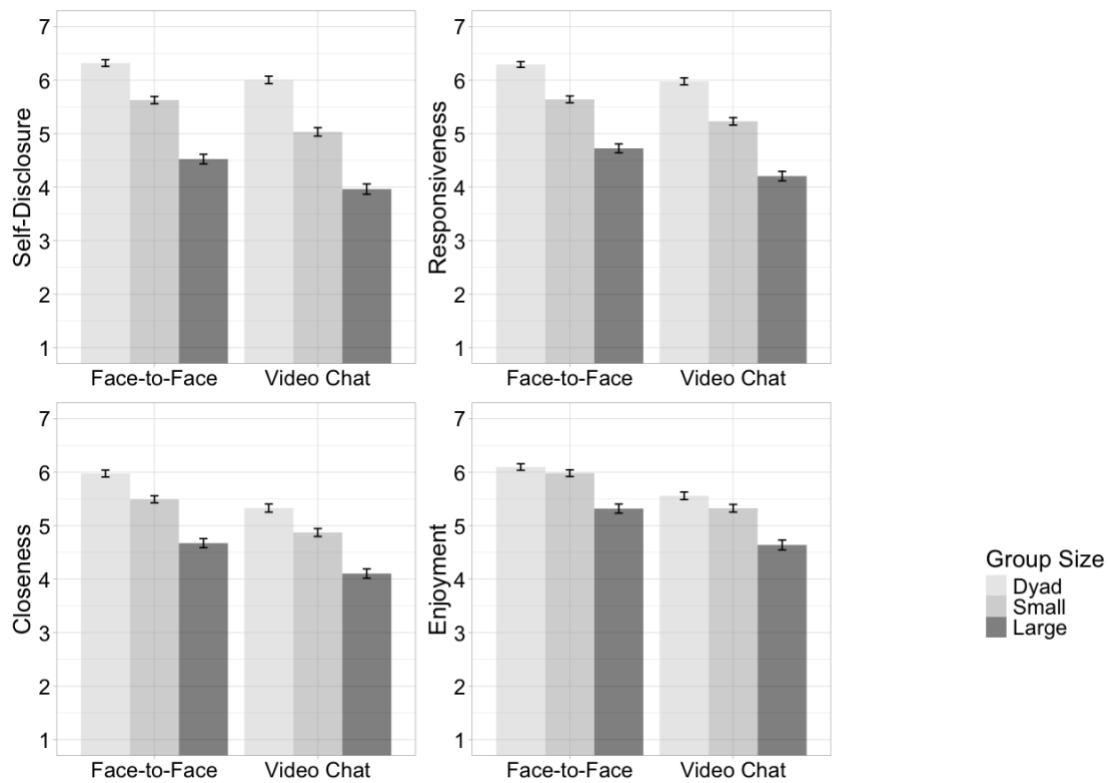 Self-Disclosure
7
6
5
4
3
2
1
Face-to-Face Video Chat
Responsiveness
7
6
5
4
3
2
1
Face-to-Face Video Chat
Closeness
7
6
5
4
3
2
1
Face-to-Face Video Chat
Enjoyment
7
6
5
4
3
2
1
Face-to-Face Video Chat
Group Size
Dyad
Small
Large